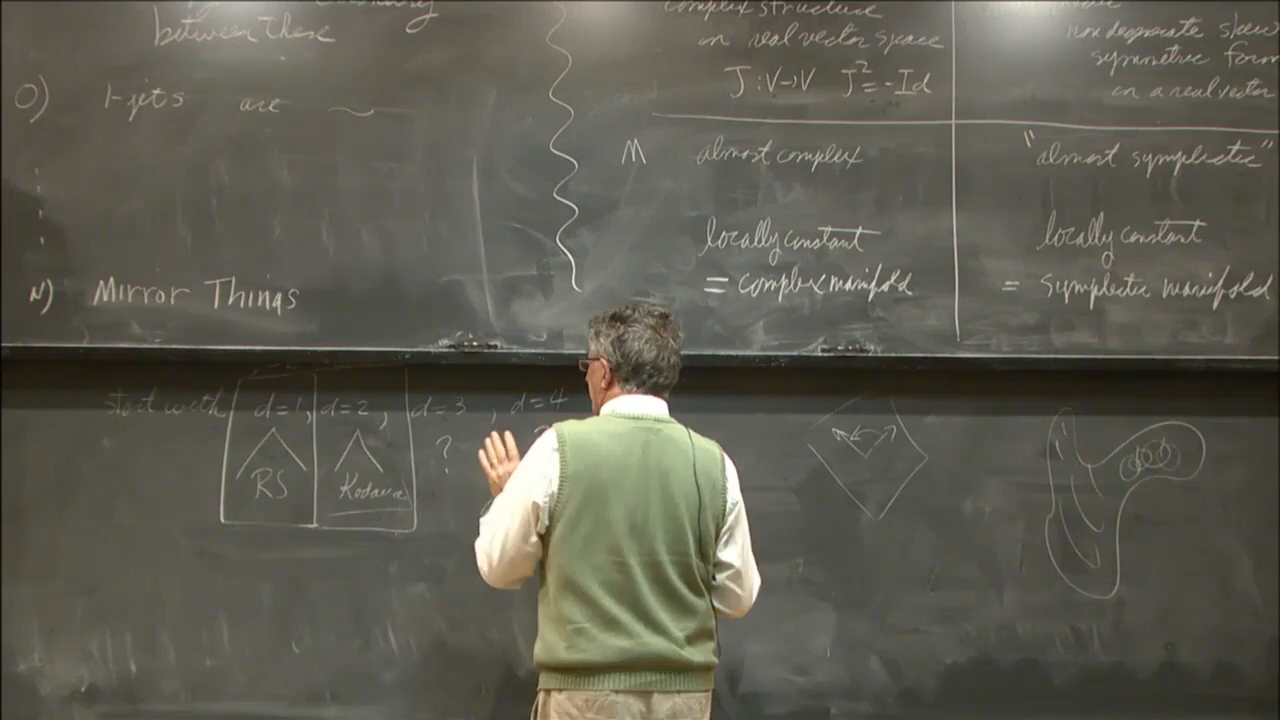 between these
0) 1-jets are ~
N) Mirror Things
complex structure
on real vector space
J : V→V J²=-Id
M almost complex
locally constant
= complex manifold
nondegenerate skew
symmetric form
on a real vector
"almost symplectic"
locally constant
= symplectic manifold
start with d=1, d=2, d=3, d=4
?
RS Kodaira